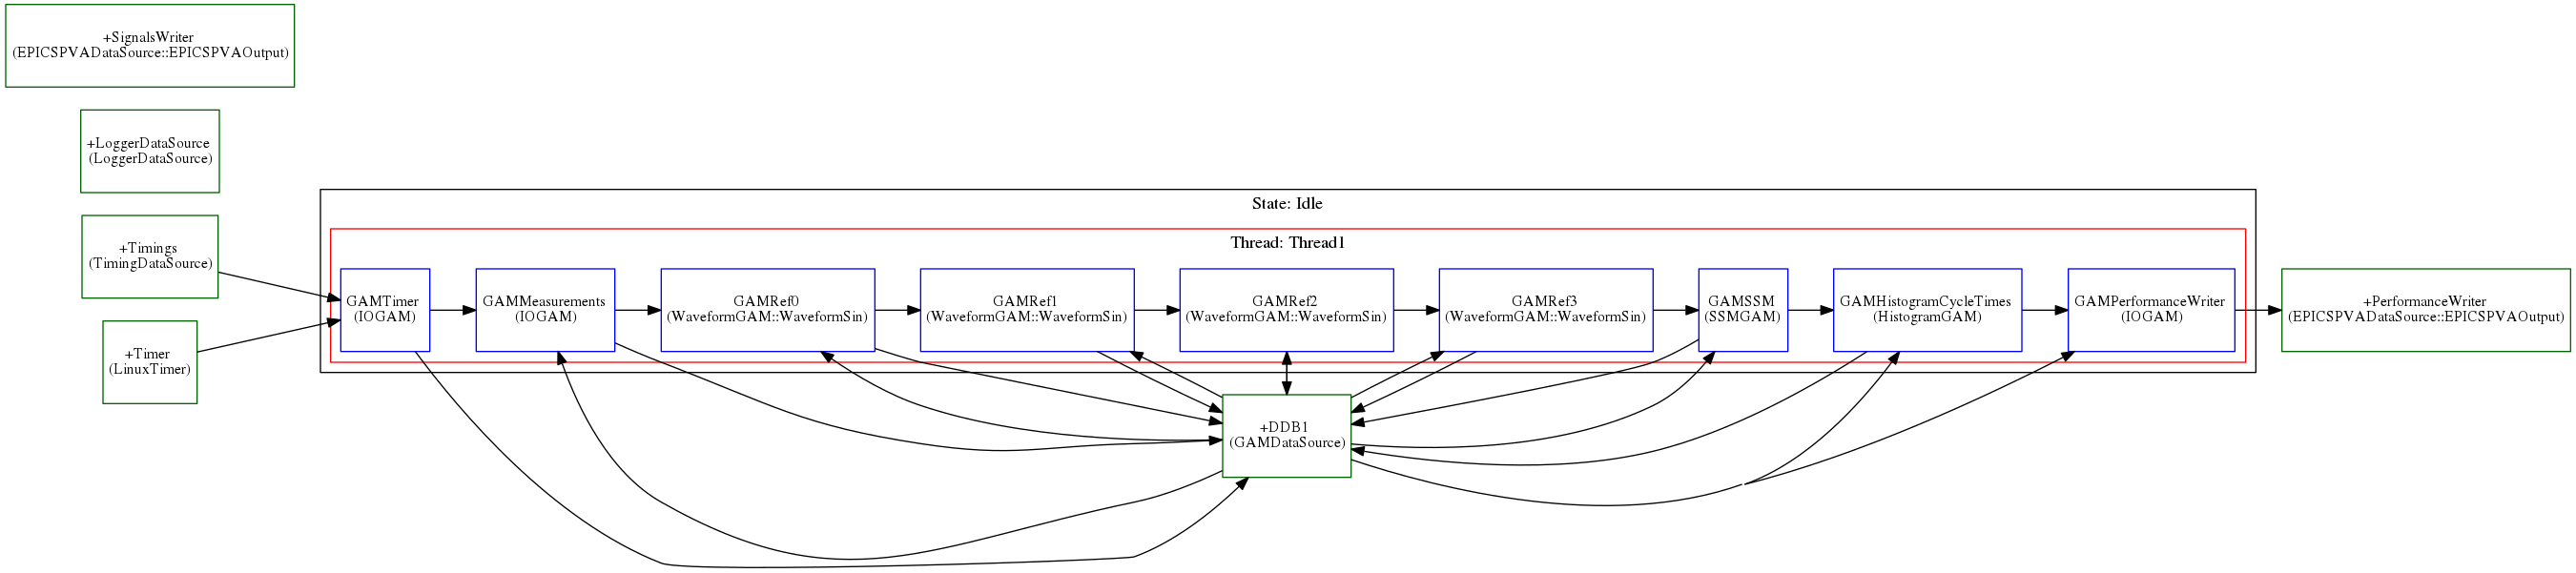 +SignalsWriter
(EPICSPVADataSource::EPICSPVAOutput)
+LoggerDataSource
(LoggerDataSource)
+Timings
(TimingDataSource)
+Timer
(LinuxTimer)
State: Idle
Thread: Thread1
GAMTimer
(IOGAM)
GAMMeasurements
(IOGAM)
GAMRef0
(WaveformGAM::WaveformSin)
GAMRef1
(WaveformGAM::WaveformSin)
GAMRef2
(WaveformGAM::WaveformSin)
GAMRef3
(WaveformGAM::WaveformSin)
GAMSSM
(SSMGAM)
GAMHistogramCycleTimes
(HistogramGAM)
GAMPerformanceWriter
(IOGAM)
+PerformanceWriter
(EPICSPVADataSource::EPICSPVAOutput)
+DDB1
(GAMDataSource)